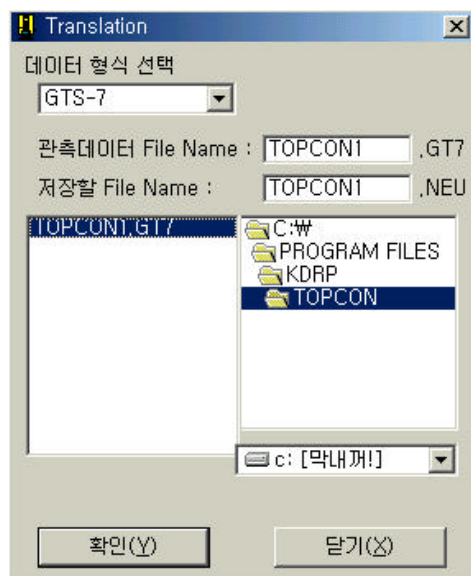 Translation
데이터 형식 선택
GTS-7
관측데이터 File Name : TOPCON1 .GT7
저장할 File Name : TOPCON1 .NEU
TOPCON1.GT7
C:₩
PROGRAM FILES
KDRP
TOPCON
c: [막내꺼!]
확인(Y)
닫기(X)